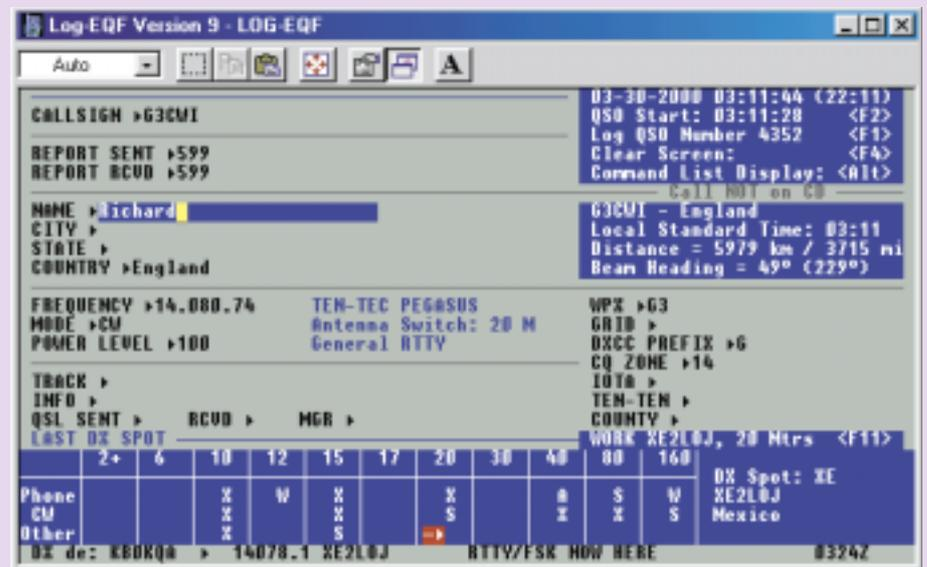 Log-EQF Version 9 - LOG-EQF
Auto
A
CALLSIGN G3CWI
REPORT SENT 599
REPORT RCVD 599
NAME Richard
CITY
STATE
COUNTRY England
03-30-2000 03:11:44 (22:11)
QSO Start: 03:11:28 <F2>
Log QSO Number 4352 <F1>
Clear Screen: <F4>
Command List Display: <Alt>
Call NOT on CD
G3CWI - England
Local Standard Time: 03:11
Distance = 5979 km / 3715 mi
Beam Heading = 49° (229°)
FREQUENCY 14.080.74
MODE CW
POWER LEVEL 100
TEN-TEC PEGASUS
Antenna Switch: 20 M
General RTTY
WPX G3
GRID
DXCC PREFIX G
CQ ZONE 14
IOTA
TEN-TEN
COUNTY
TRACK
INFO
QSL SENT RCVD MGR
LAST DX SPOT
WORK XE2LOJ, 20 Mtrs <F11>
2+ 6 10 12 15 17 20 30 40 80 160
Phone X W X X A S W
CW X X S X X S
Other X S
DX Spot: XE
XE2LOJ
Mexico
DX de: KB0KQA 14078.1 XE2LOJ RTTY/FSK NOW HERE 0324Z